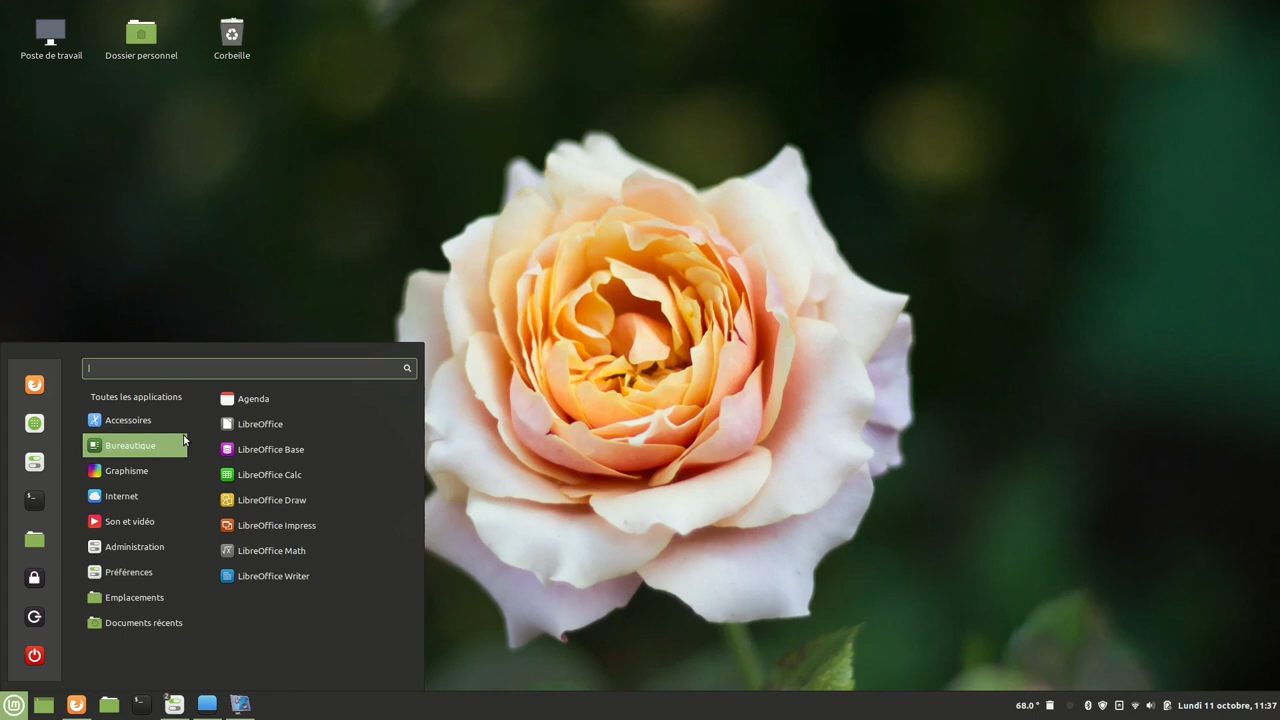 Poste de travail
Dossier personnel
Corbeille
Toutes les applications
Accessoires
Bureautique
Graphisme
Internet
Son et vidéo
Administration
Préférences
Emplacements
Documents récents
Agenda
LibreOffice
LibreOffice Base
LibreOffice Calc
LibreOffice Draw
LibreOffice Impress
LibreOffice Math
LibreOffice Writer
2
68.0 °
Lundi 11 octobre, 11:37